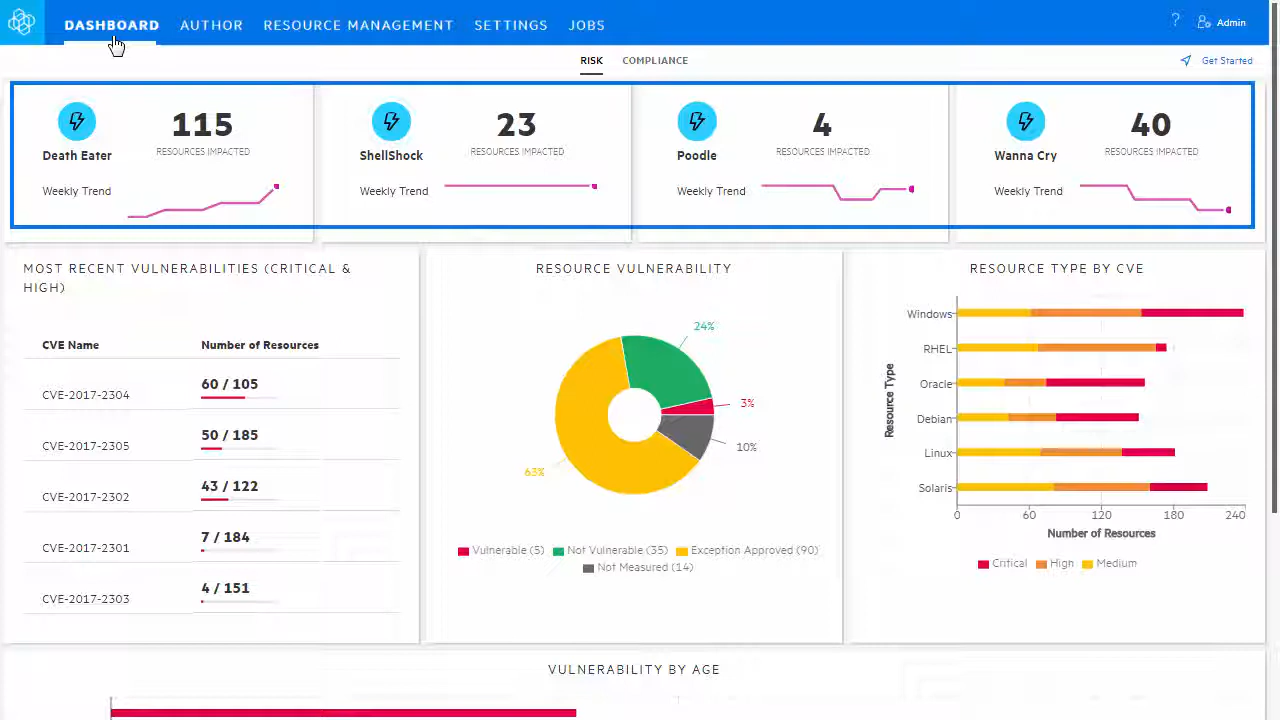 DASHBOARD AUTHOR RESOURCE MANAGEMENT SETTINGS JOBS ? Admin
RISK COMPLIANCE Get Started
115
RESOURCES IMPACTED
Death Eater
Weekly Trend
23
RESOURCES IMPACTED
ShellShock
Weekly Trend
4
RESOURCES IMPACTED
Poodle
Weekly Trend
40
RESOURCES IMPACTED
Wanna Cry
Weekly Trend
MOST RECENT VULNERABILITIES (CRITICAL &
HIGH)
CVE Name Number of Resources
CVE-2017-2304 60 / 105
CVE-2017-2305 50 / 185
CVE-2017-2302 43 / 122
CVE-2017-2301 7 / 184
CVE-2017-2303 4 / 151
RESOURCE VULNERABILITY
24%
3%
10%
63%
Vulnerable (5) Not Vulnerable (35) Exception Approved (90)
Not Measured (14)
RESOURCE TYPE BY CVE
Resource Type
Windows
RHEL
Oracle
Debian
Linux
Solaris
0 60 120 180 240
Number of Resources
Critical High Medium
VULNERABILITY BY AGE